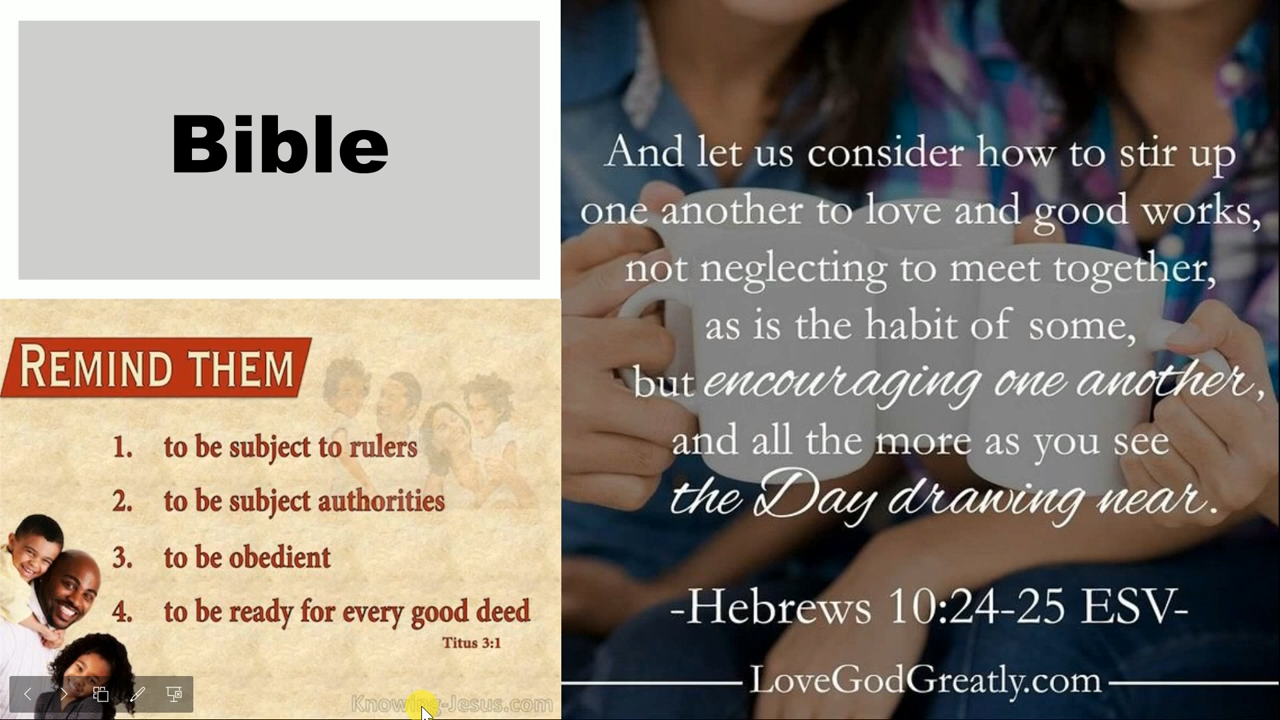 Bible
REMIND THEM
1. to be subject to rulers
2. to be subject authorities
3. to be obedient
4. to be ready for every good deed
Titus 3:1
Knowing-Jesus.com
And let us consider how to stir up
one another to love and good works,
not neglecting to meet together,
as is the habit of some,
but encouraging one another,
and all the more as you see
the Day drawing near.
-Hebrews 10:24-25 ESV-
LoveGodGreatly.com